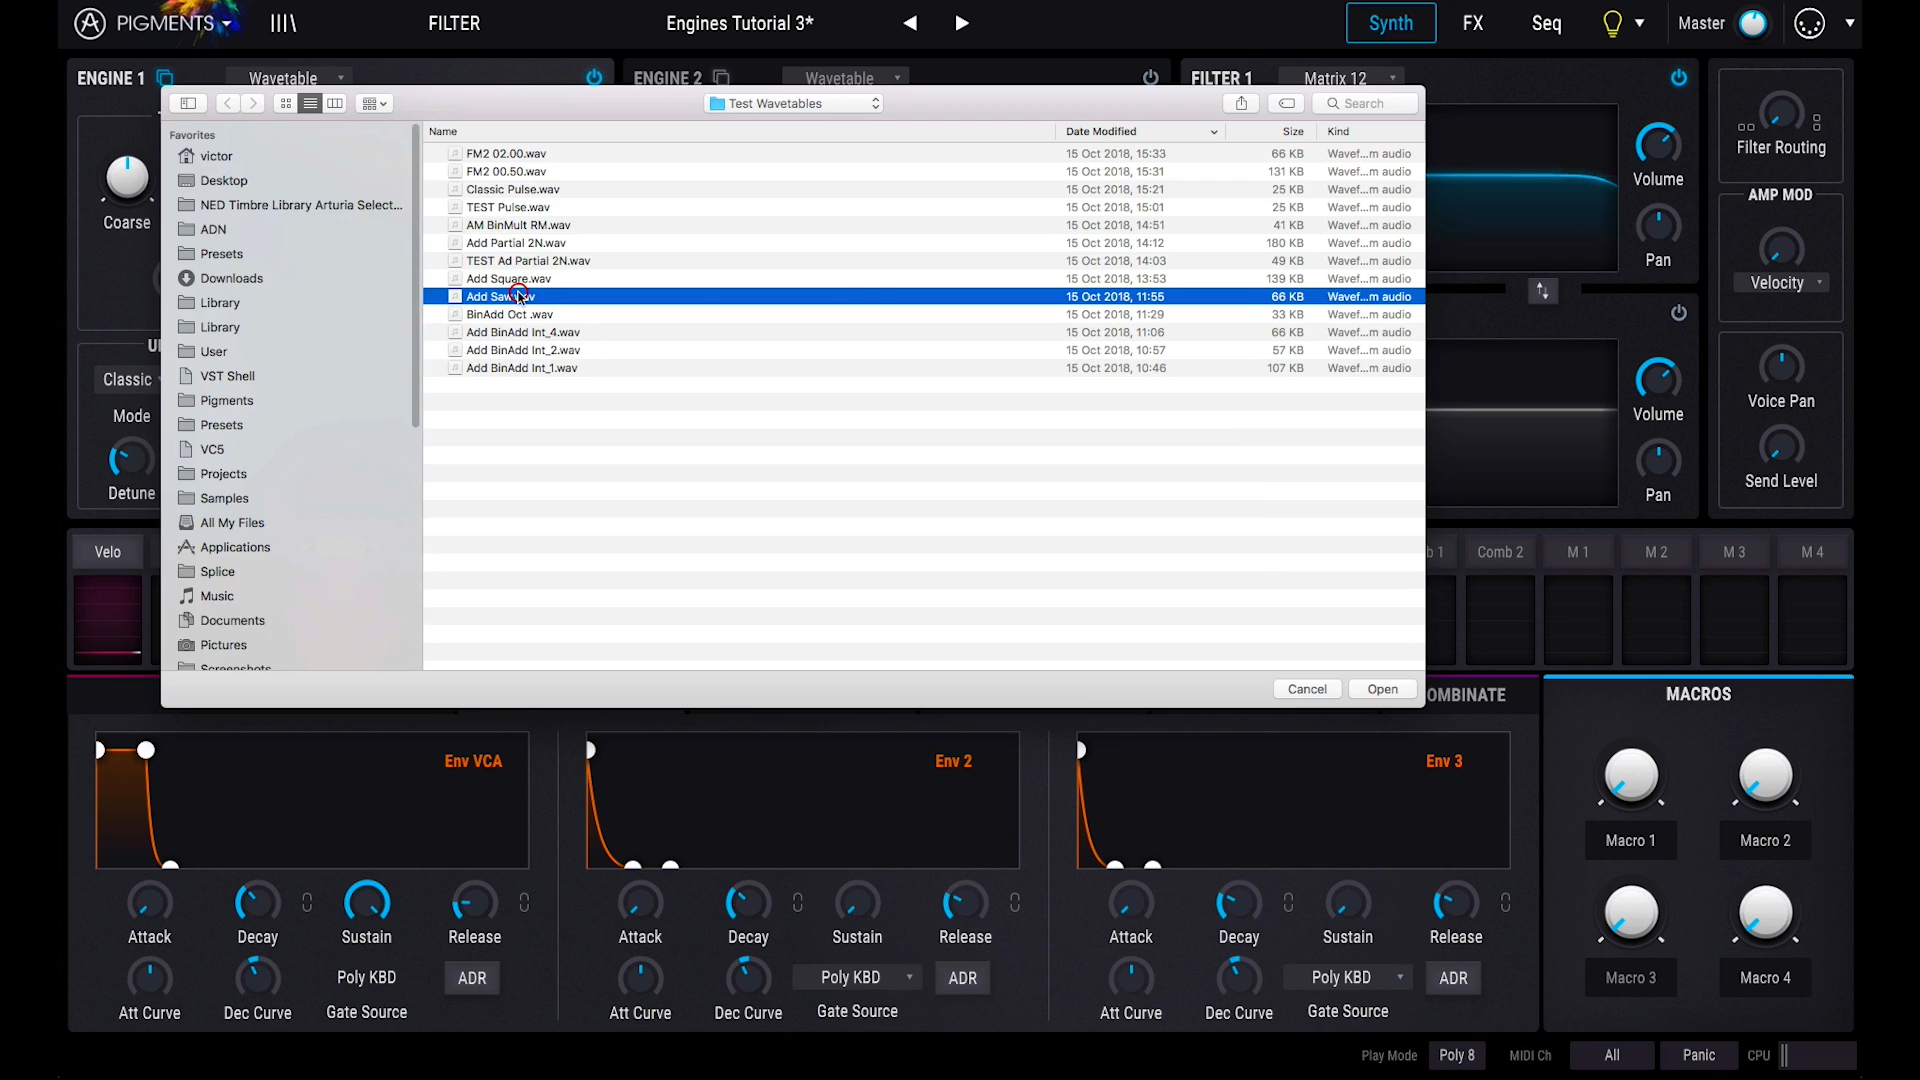 PIGMENTS
FILTER
Engines Tutorial 3*
Synth
FX
Seq
Master
ENGINE 1
Wavetable
ENGINE 2
Wavetable
FILTER 1
Matrix 12
Test Wavetables
Search
Favorites
victor
Desktop
NED Timbre Library Arturia Select...
ADN
Presets
Downloads
Library
Library
User
VST Shell
Pigments
Presets
VC5
Projects
Samples
All My Files
Applications
Splice
Music
Documents
Pictures
Screenshots
Name
Date Modified
Size
Kind
FM2 02.00.wav 15 Oct 2018, 15:33 66 KB Wavef...m audio
FM2 00.50.wav 15 Oct 2018, 15:31 131 KB Wavef...m audio
Classic Pulse.wav 15 Oct 2018, 15:21 25 KB Wavef...m audio
TEST Pulse.wav 15 Oct 2018, 15:01 25 KB Wavef...m audio
AM BinMult RM.wav 15 Oct 2018, 14:51 41 KB Wavef...m audio
Add Partial 2N.wav 15 Oct 2018, 14:12 180 KB Wavef...m audio
TEST Ad Partial 2N.wav 15 Oct 2018, 14:03 49 KB Wavef...m audio
Add Square.wav 15 Oct 2018, 13:53 139 KB Wavef...m audio
Add Saw.wav 15 Oct 2018, 11:55 66 KB Wavef...m audio
BinAdd Oct .wav 15 Oct 2018, 11:29 33 KB Wavef...m audio
Add BinAdd Int_4.wav 15 Oct 2018, 11:06 66 KB Wavef...m audio
Add BinAdd Int_2.wav 15 Oct 2018, 10:57 57 KB Wavef...m audio
Add BinAdd Int_1.wav 15 Oct 2018, 10:46 107 KB Wavef...m audio
Cancel
Open
Coarse
Classic
Mode
Detune
Volume
Pan
Volume
Pan
Filter Routing
AMP MOD
Velocity
Voice Pan
Send Level
Velo
b 1
Comb 2
M 1
M 2
M 3
M 4
OMBINATE
MACROS
Env VCA
Env 2
Env 3
Attack
Decay
Sustain
Release
Attack
Decay
Sustain
Release
Attack
Decay
Sustain
Release
Poly KBD
ADR
Poly KBD
ADR
Poly KBD
ADR
Att Curve
Dec Curve
Gate Source
Att Curve
Dec Curve
Gate Source
Att Curve
Dec Curve
Gate Source
Macro 1
Macro 2
Macro 3
Macro 4
Play Mode
Poly 8
MIDI Ch
All
Panic
CPU